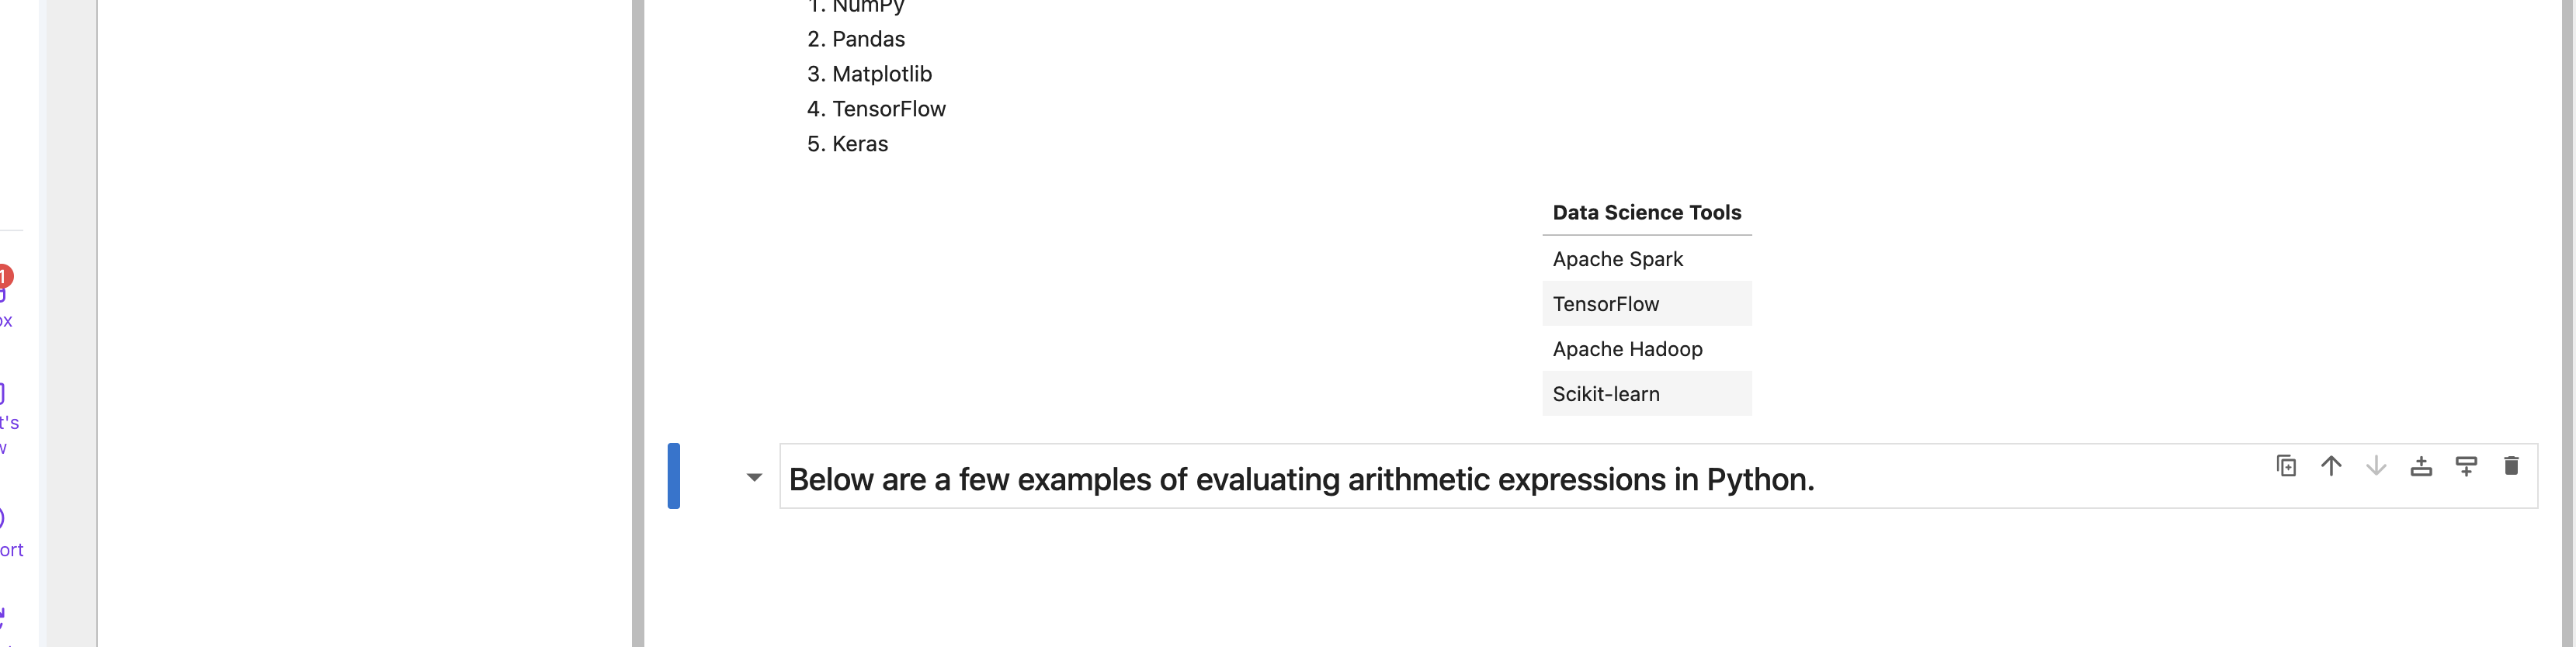 1. NumPy
2. Pandas
3. Matplotlib
4. TensorFlow
5. Keras
Data Science Tools
Apache Spark
TensorFlow
Apache Hadoop
Scikit-learn
Below are a few examples of evaluating arithmetic expressions in Python.
1
ox
t's
w
ort